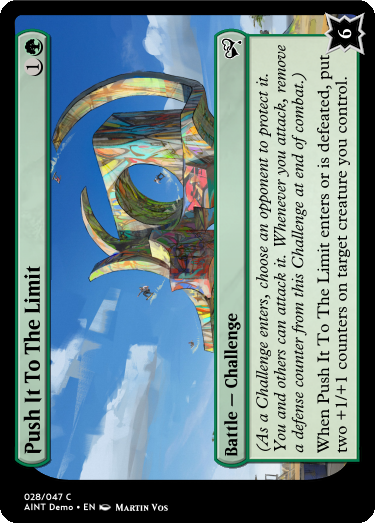 Push It To The Limit
1
Battle – Challenge
(As a Challenge enters, choose an opponent to protect it.
You and others can attack it. Whenever you attack, remove
a defense counter from this Challenge at end of combat.)
When Push It To The Limit enters or is defeated, put
two +1/+1 counters on target creature you control.
6
028/047 C
AINT Demo • EN MARTIN VOS